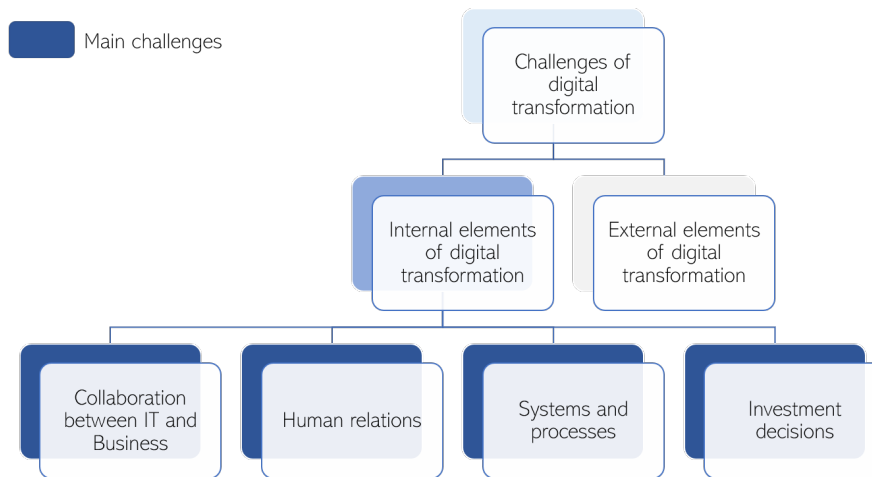 Main challenges
Challenges of
digital
transformation
Internal elements
of digital
transformation
External elements
of digital
transformation
Collaboration
between IT and
Business
Human relations
Systems and
processes
Investment
decisions